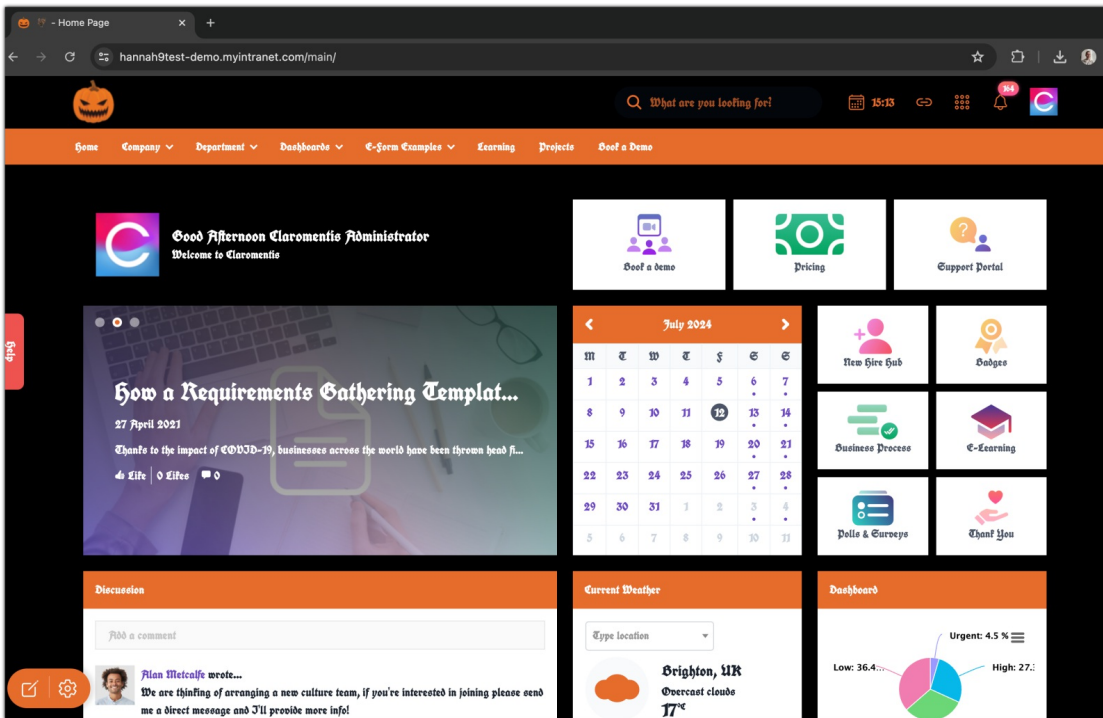 - Home Page
hannah9test-demo.myintranet.com/main/
What are you looking for?
15:13
164
Home Company Department Dashboards E-Form Examples Learning Projects Book a Demo
Good Afternoon Claromentis Administrator
Welcome to Claromentis
Book a demo
Pricing
Support Portal
Help
How a Requirements Gathering Templat...
27 April 2021
Thanks to the impact of COVID-19, businesses across the world have been thrown head fi...
Like 0 Likes 0
July 2024
M T W T F S S
1 2 3 4 5 6 7
8 9 10 11 12 13 14
15 16 17 18 19 20 21
22 23 24 25 26 27 28
29 30 31 1 2 3 4
5 6 7 8 9 10 11
New Hire Hub
Badges
Business Process
E-Learning
Polls & Surveys
Thank You
Discussion
Add a comment
Alan Metcalfe wrote...
We are thinking of arranging a new culture team, if you're interested in joining please send
me a direct message and I'll provide more info!
Current Weather
Type location
Brighton, UK
Overcast clouds
17°C
Dashboard
Urgent: 4.5 %
Low: 36.4...
High: 27.